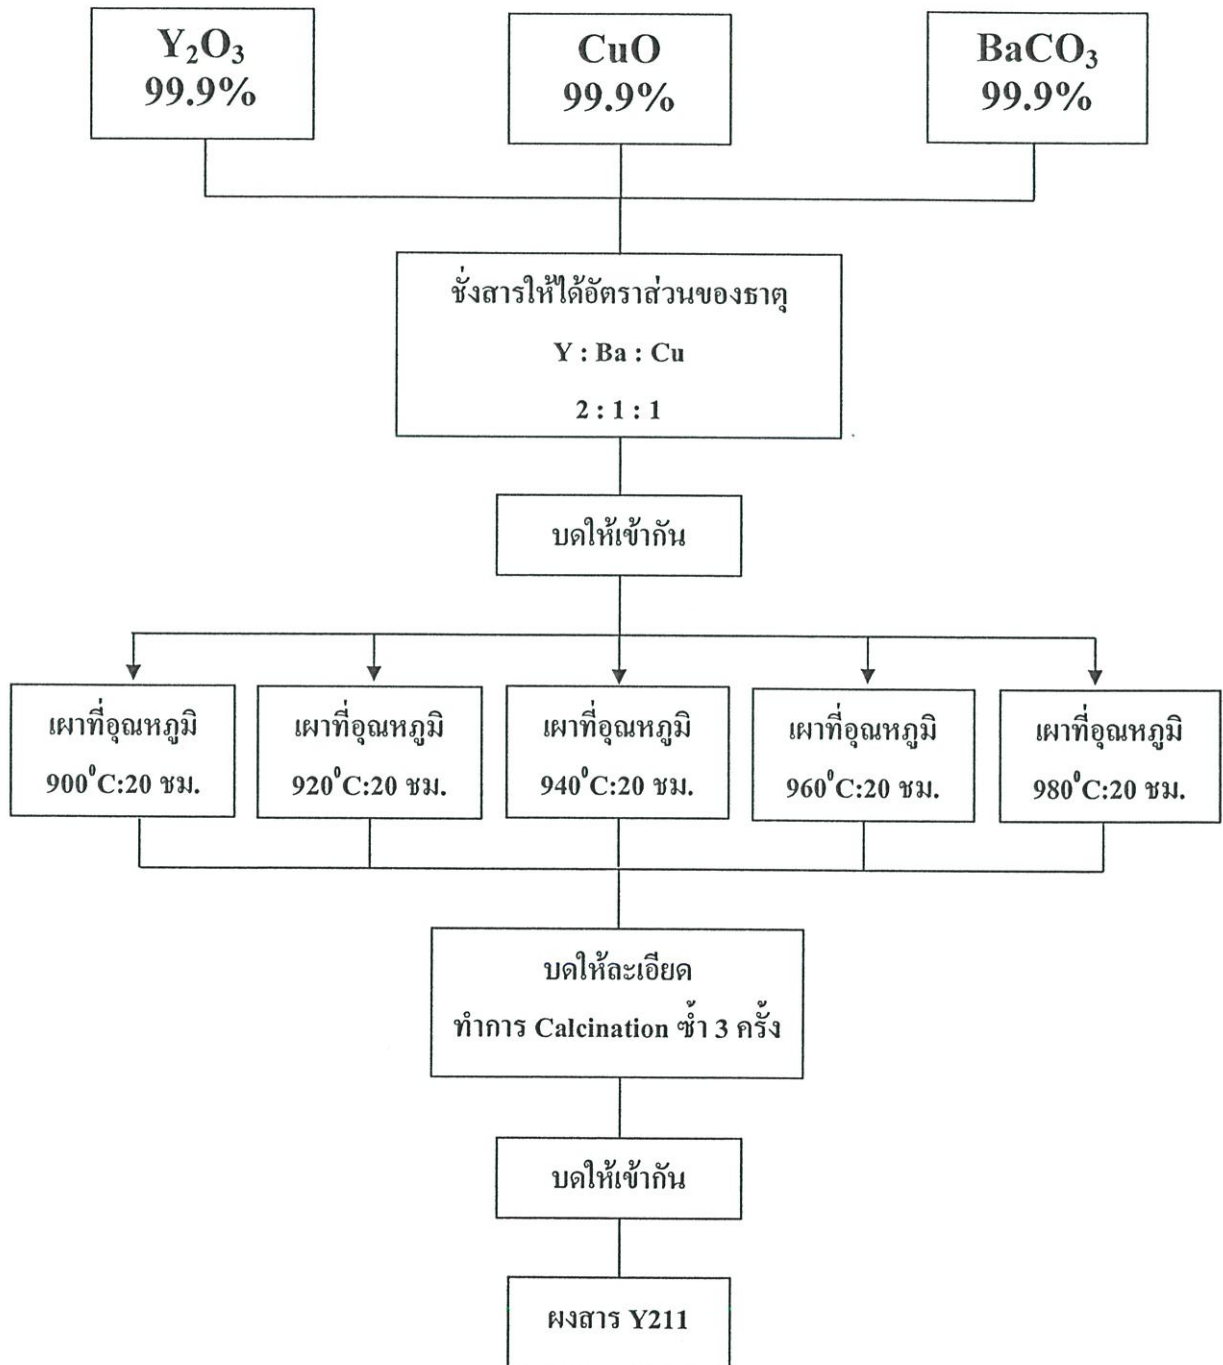 Y₂O₃
99.9%
CuO
99.9%
BaCO₃
99.9%
ชั่งสารให้ได้อัตราส่วนของธาตุ
Y : Ba : Cu
2 : 1 : 1
บดให้เข้ากัน
เผาที่อุณหภูมิ
900⁰C:20 ชม.
เผาที่อุณหภูมิ
920⁰C:20 ชม.
เผาที่อุณหภูมิ
940⁰C:20 ชม.
เผาที่อุณหภูมิ
960⁰C:20 ชม.
เผาที่อุณหภูมิ
980⁰C:20 ชม.
บดให้ละเอียด
ทำการ Calcination ซ้ำ 3 ครั้ง
บดให้เข้ากัน
ผงสาร Y211